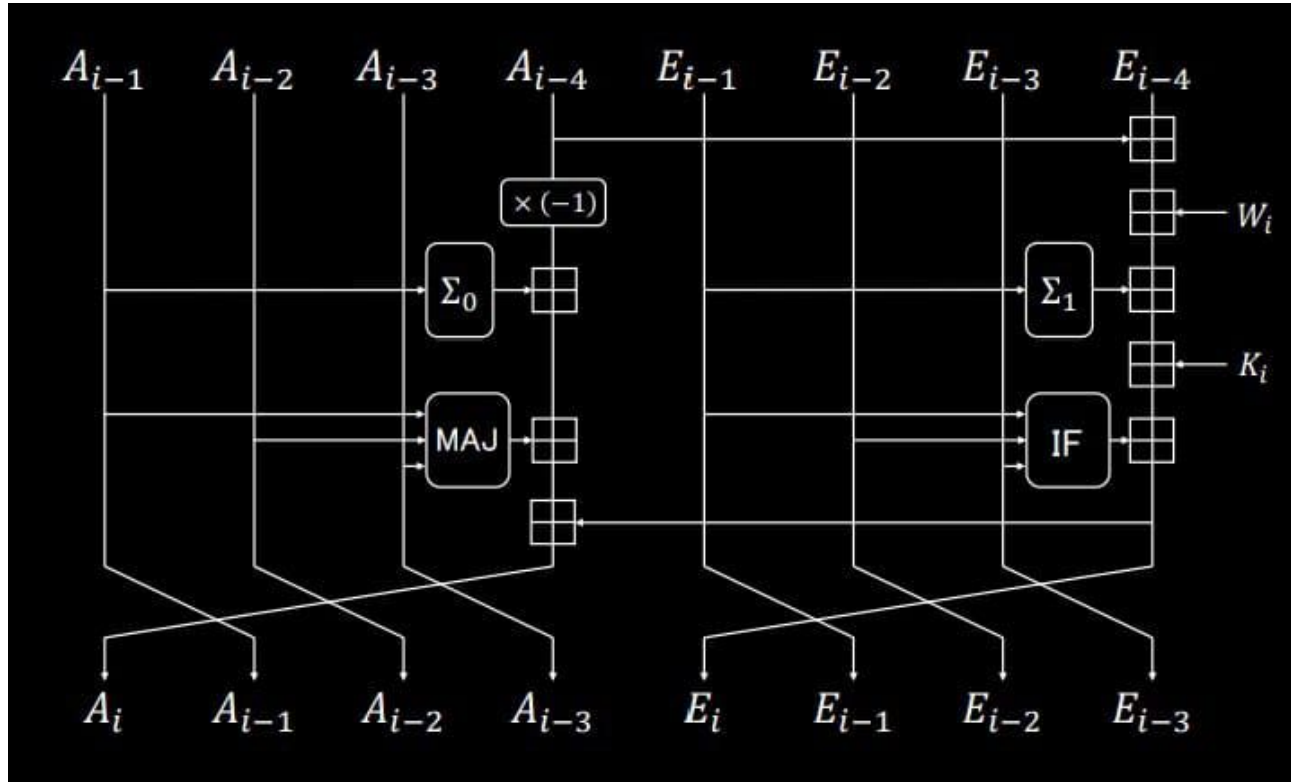 A_{i-1} A_{i-2} A_{i-3} A_{i-4} E_{i-1} E_{i-2} E_{i-3} E_{i-4}
× (−1)
W_i
Σ_0 Σ_1
K_i
MAJ IF
A_i A_{i-1} A_{i-2} A_{i-3} E_i E_{i-1} E_{i-2} E_{i-3}